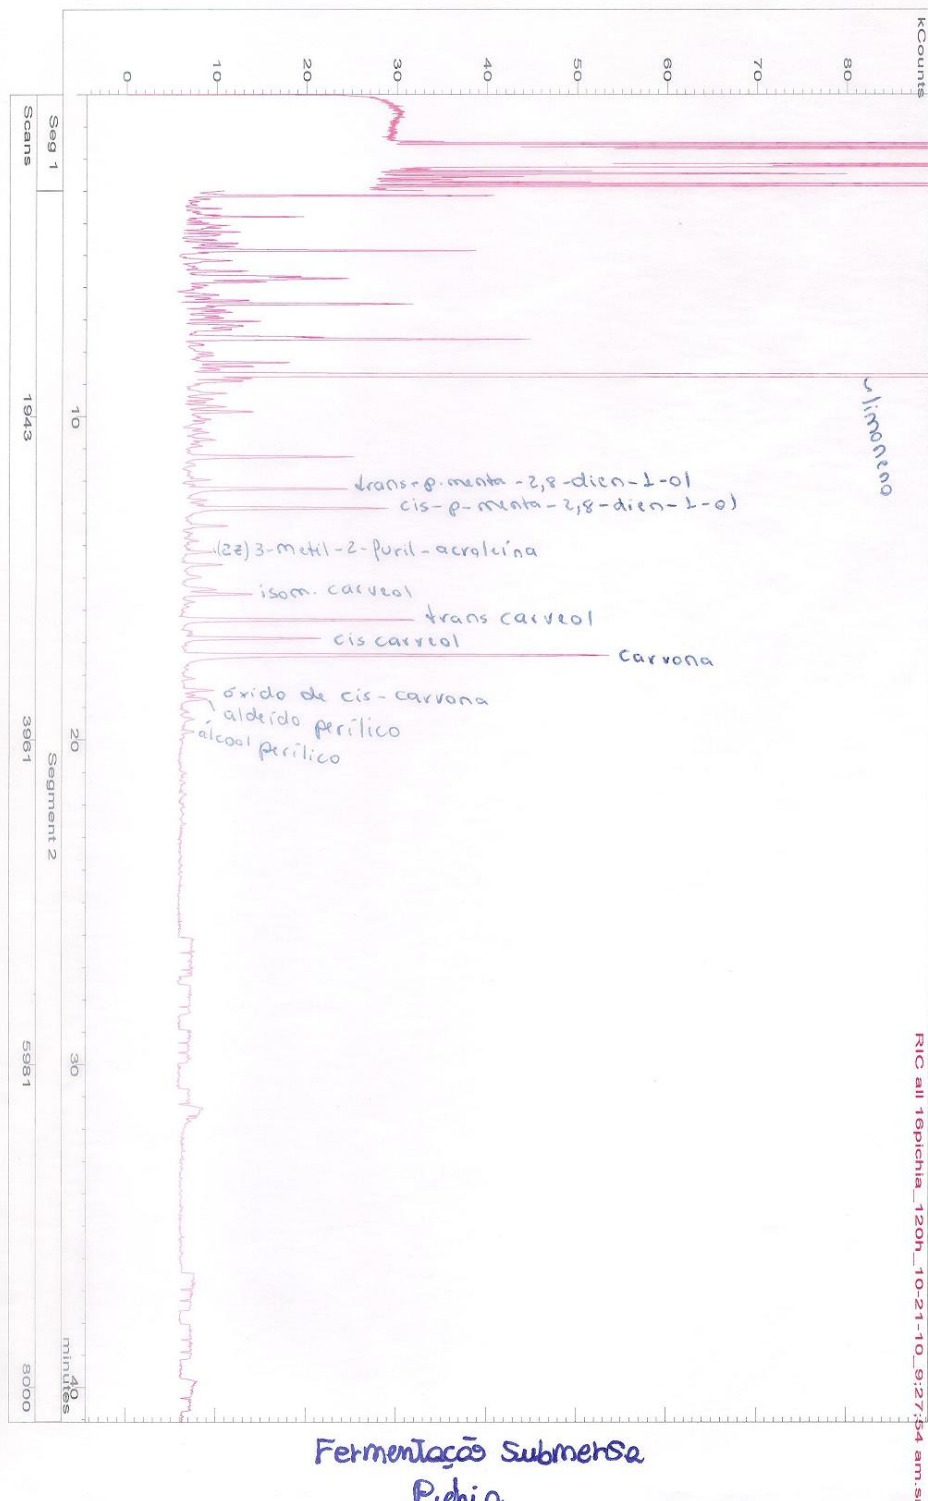 kCounts
80
70
60
50
40
30
20
10
0
RIC all 16pichia_120h_10-21-10_9;27;54 am.s
limoneno
trans-p-menta-2,8-dien-1-ol
cis-p-menta-2,8-dien-1-ol
(2z) 3-metil-2-furil-acroleína
isom. carveol
trans carveol
cis carveol
carvona
óxido de cis-carvona
aldeído perílico
álcool perílico
10
20
30
40
minutes
Seg 1
Segment 2
Scans
1943
3961
5981
8000
Fermentação Submersa
Pichia